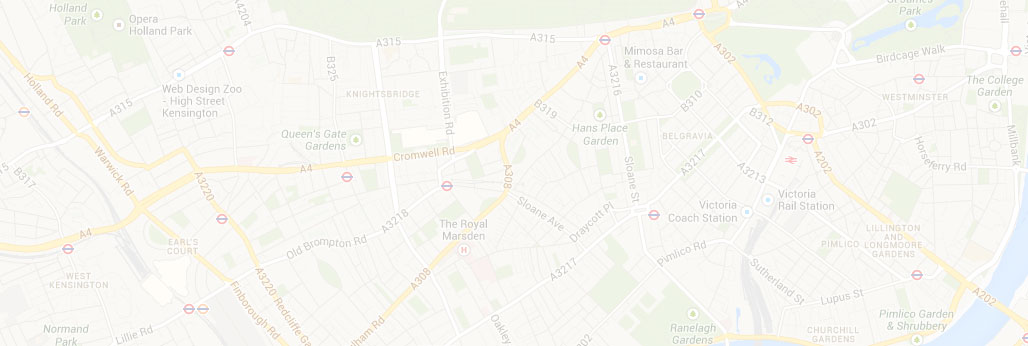 Holland
Park
Opera
Holland Park
A4204
A315
B325
Web Design Zoo
- High Street
Kensington
KNIGHTSBRIDGE
Exhibition Rd
A315
A4
Mimosa Bar
& Restaurant
A3216
A302
St James
Park
Birdcage Walk
The College
Garden
WESTMINSTER
Holland Rd
A315
B317
Warwick Rd
Queen's Gate
Gardens
Cromwell Rd
A4
A4
B319
Hans Place
Garden
B310
BELGRAVIA
B312
A302
A302
Millbank
Horseferry Rd
A202
A3220
A308
Sloane St
A3217
A3213
Victoria
Rail Station
Victoria
Coach Station
A3218
Old Brompton Rd
The Royal
Marsden
Sloane Ave
Draycott Pl
Pimlico Rd
PIMLICO
LILLINGTON
AND
LONGMOORE
GARDENS
A4
EARL'S
COURT
WEST
KENSINGTON
A3220
Redcliffe
Finborough Rd
A308
A3217
Sutherland St
Lupus St
A202
Normand
Park
Lillie Rd
Oakley
Ranelagh
Gardens
CHURCHILL
GARDENS
Pimlico Garden
& Shrubbery